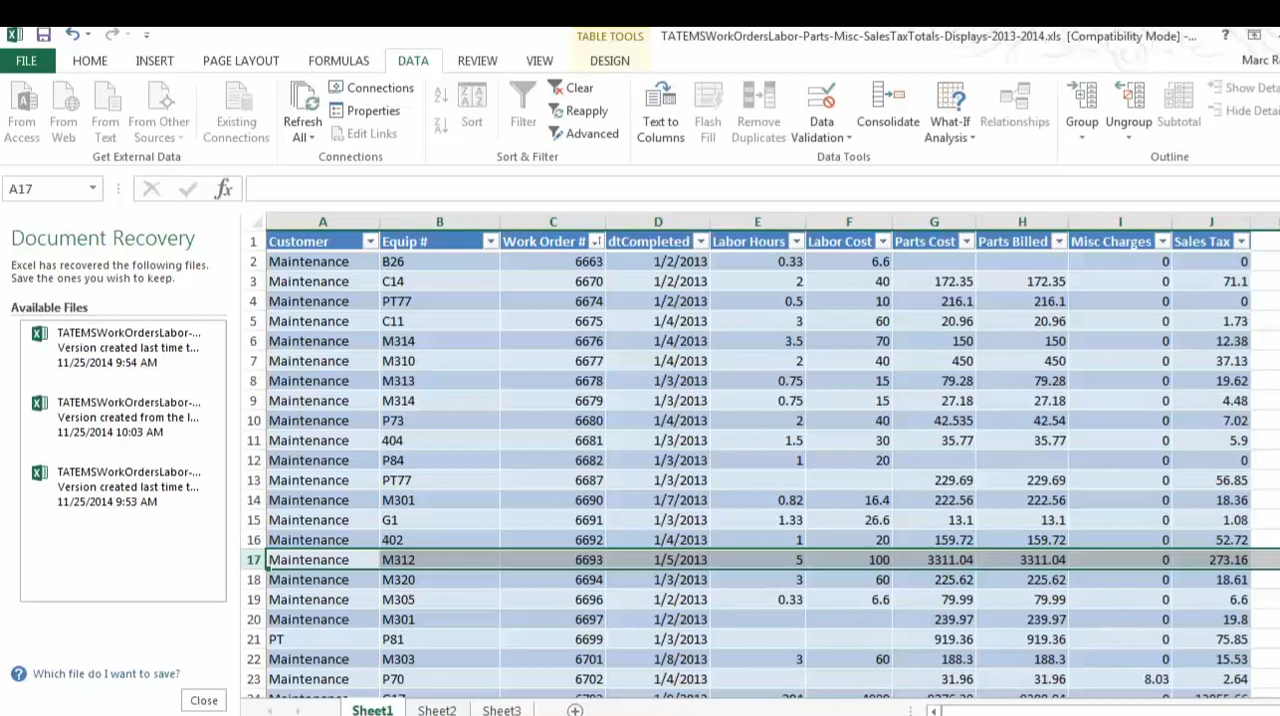 TABLE TOOLS TATEMSWorkOrdersLabor-Parts-Misc-SalesTaxTotals-Displays-2013-2014.xls [Compatibility Mode] -... ?
FILE HOME INSERT PAGE LAYOUT FORMULAS DATA REVIEW VIEW DESIGN Marc R
From Access
From Web
From Text
From Other Sources
Get External Data
Existing Connections
Refresh All
Connections
Properties
Edit Links
Connections
Sort
Filter
Clear
Reapply
Advanced
Sort & Filter
Text to Columns
Flash Fill
Remove Duplicates
Data Validation
Consolidate
What-If Analysis
Relationships
Data Tools
Group
Ungroup
Subtotal
Show Deta
Hide Detai
Outline
A17 fx
Document Recovery
Excel has recovered the following files.
Save the ones you wish to keep.
Available Files
TATEMSWorkOrdersLabor-...
Version created last time t...
11/25/2014 9:54 AM
TATEMSWorkOrdersLabor-...
Version created from the l...
11/25/2014 10:03 AM
TATEMSWorkOrdersLabor-...
Version created last time t...
11/25/2014 9:53 AM
? Which file do I want to save?
Close
A B C D E F G H I J
1 Customer Equip # Work Order # dtCompleted Labor Hours Labor Cost Parts Cost Parts Billed Misc Charges Sales Tax
2 Maintenance B26 6663 1/2/2013 0.33 6.6 0 0
3 Maintenance C14 6670 1/2/2013 2 40 172.35 172.35 0 71.1
4 Maintenance PT77 6674 1/2/2013 0.5 10 216.1 216.1 0 0
5 Maintenance C11 6675 1/4/2013 3 60 20.96 20.96 0 1.73
6 Maintenance M314 6676 1/4/2013 3.5 70 150 150 0 12.38
7 Maintenance M310 6677 1/4/2013 2 40 450 450 0 37.13
8 Maintenance M313 6678 1/3/2013 0.75 15 79.28 79.28 0 19.62
9 Maintenance M314 6679 1/3/2013 0.75 15 27.18 27.18 0 4.48
10 Maintenance P73 6680 1/4/2013 2 40 42.535 42.54 0 7.02
11 Maintenance 404 6681 1/3/2013 1.5 30 35.77 35.77 0 5.9
12 Maintenance P84 6682 1/3/2013 1 20 0 0
13 Maintenance PT77 6687 1/3/2013 229.69 229.69 0 56.85
14 Maintenance M301 6690 1/7/2013 0.82 16.4 222.56 222.56 0 18.36
15 Maintenance G1 6691 1/3/2013 1.33 26.6 13.1 13.1 0 1.08
16 Maintenance 402 6692 1/4/2013 1 20 159.72 159.72 0 52.72
17 Maintenance M312 6693 1/5/2013 5 100 3311.04 3311.04 0 273.16
18 Maintenance M320 6694 1/3/2013 3 60 225.62 225.62 0 18.61
19 Maintenance M305 6696 1/2/2013 0.33 6.6 79.99 79.99 0 6.6
20 Maintenance M301 6697 1/2/2013 239.97 239.97 0 19.8
21 PT P81 6699 1/3/2013 919.36 919.36 0 75.85
22 Maintenance M303 6701 1/8/2013 3 60 188.3 188.3 0 15.53
23 Maintenance P70 6702 1/4/2013 31.96 31.96 8.03 2.64
Sheet1 Sheet2 Sheet3